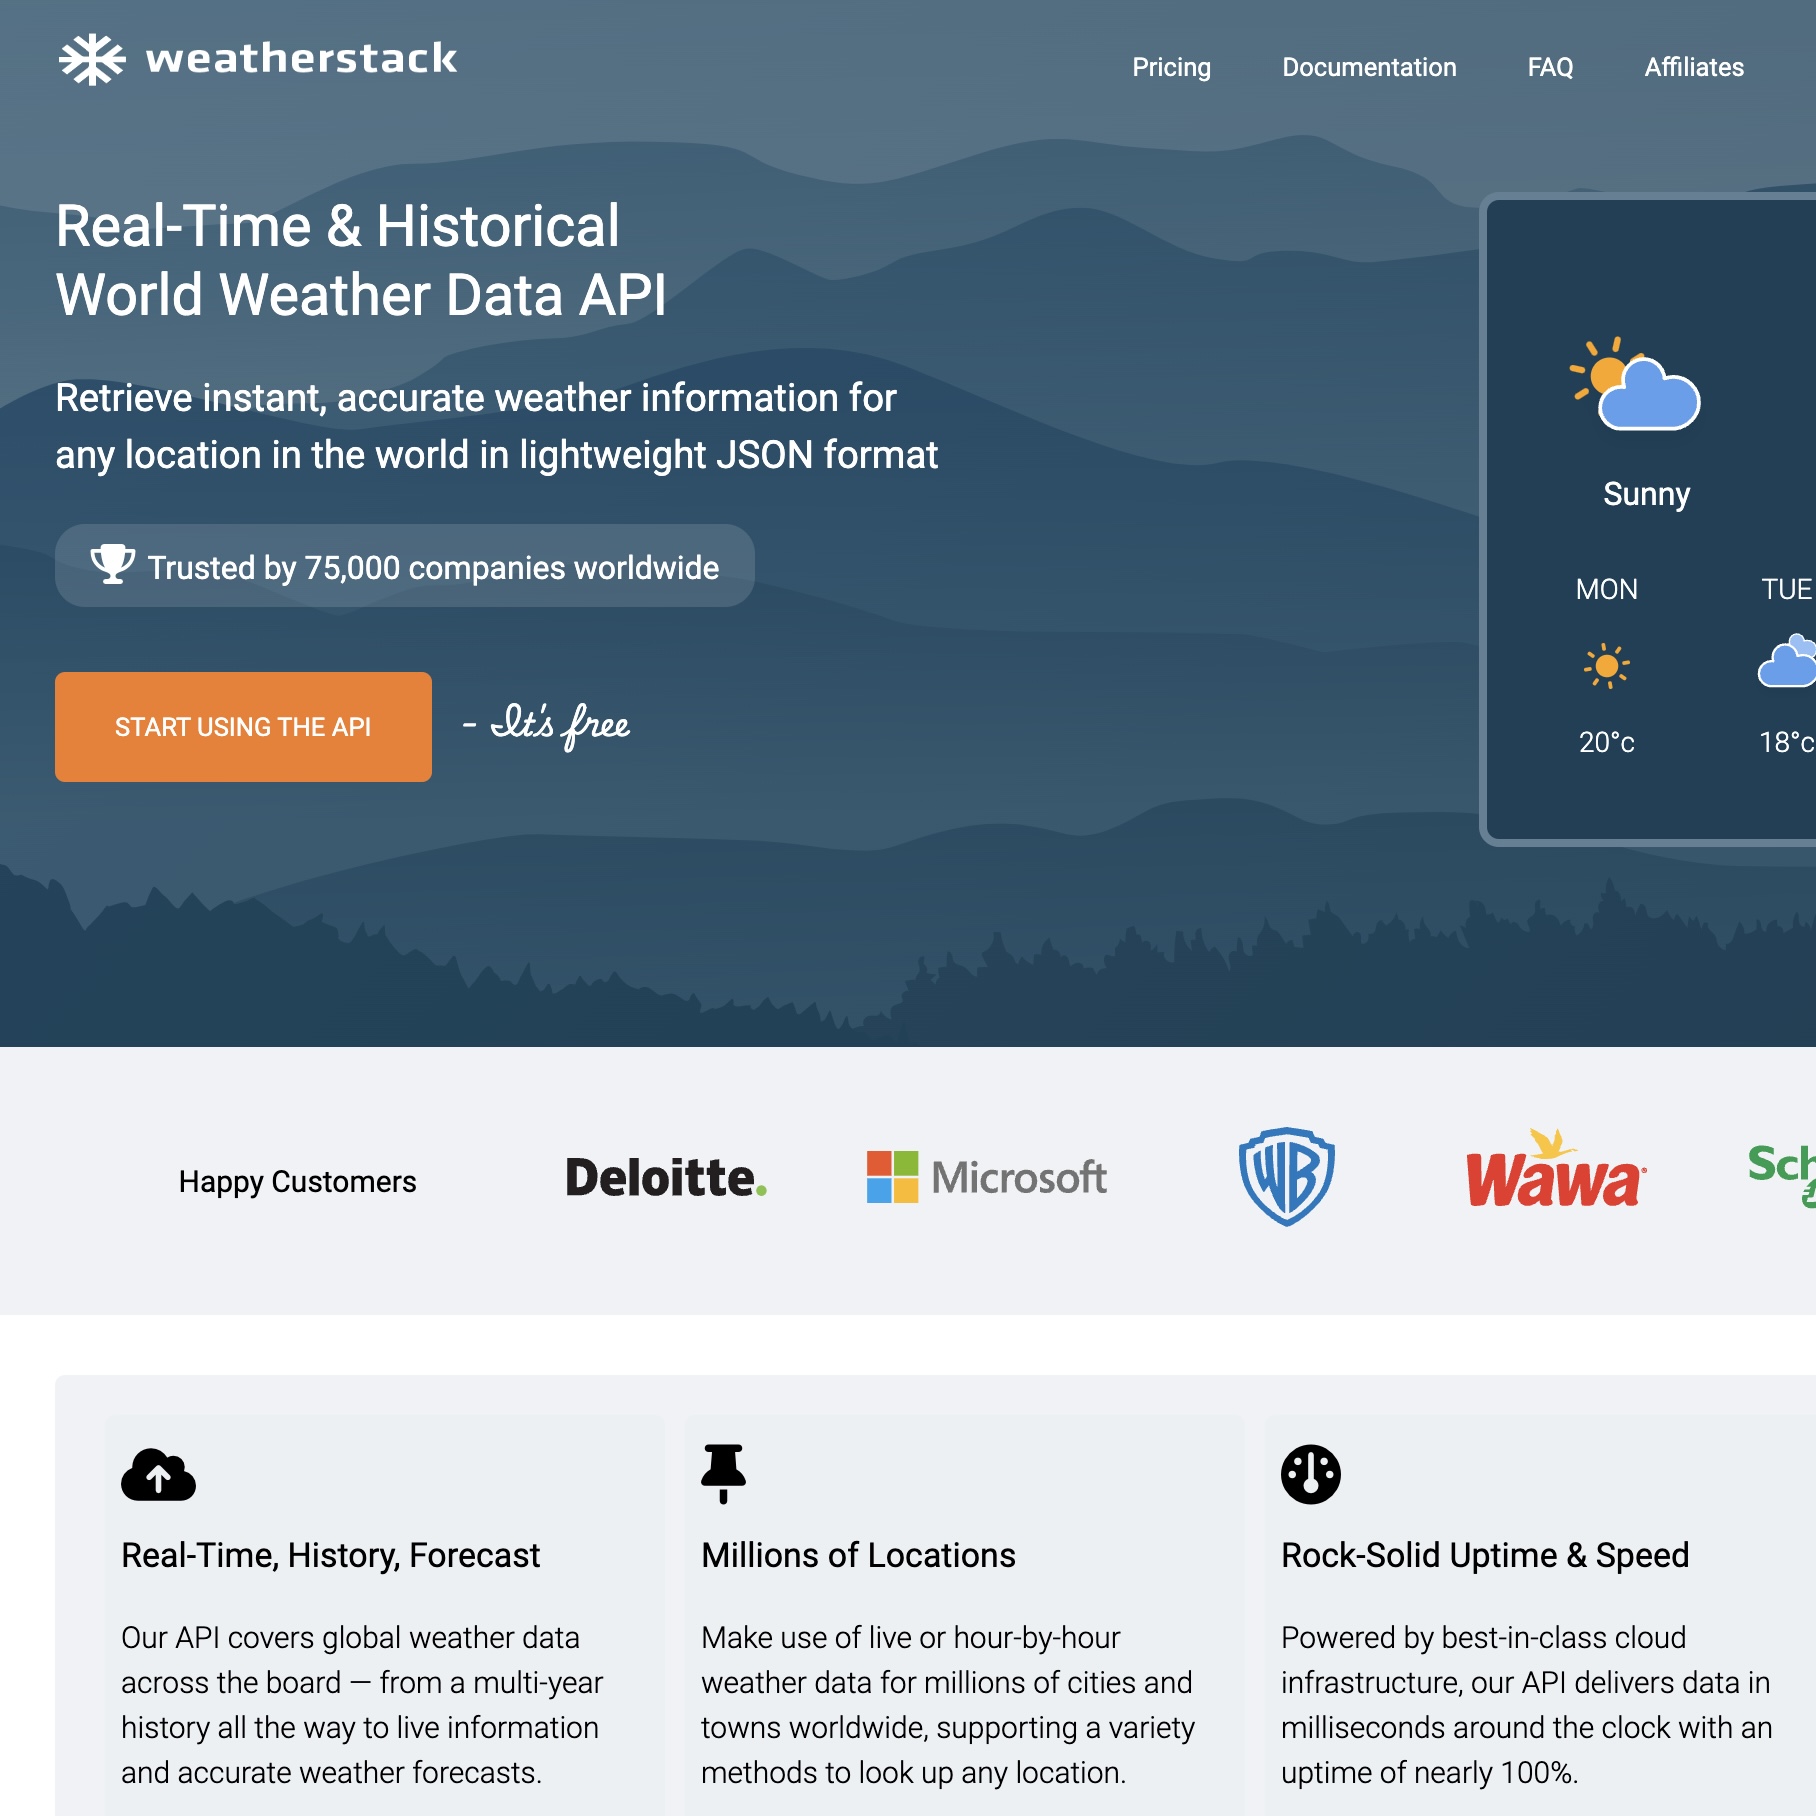 weatherstack
Pricing Documentation FAQ Affiliates
Real-Time & Historical
World Weather Data API
Retrieve instant, accurate weather information for
any location in the world in lightweight JSON format
Trusted by 75,000 companies worldwide
START USING THE API
- It's free
Sunny
MON TUE
20°c 18°c
Happy Customers
Deloitte.
Microsoft
WB
Wawa
Sch
Real-Time, History, Forecast
Our API covers global weather data
across the board — from a multi-year
history all the way to live information
and accurate weather forecasts.
Millions of Locations
Make use of live or hour-by-hour
weather data for millions of cities and
towns worldwide, supporting a variety
methods to look up any location.
Rock-Solid Uptime & Speed
Powered by best-in-class cloud
infrastructure, our API delivers data in
milliseconds around the clock with an
uptime of nearly 100%.